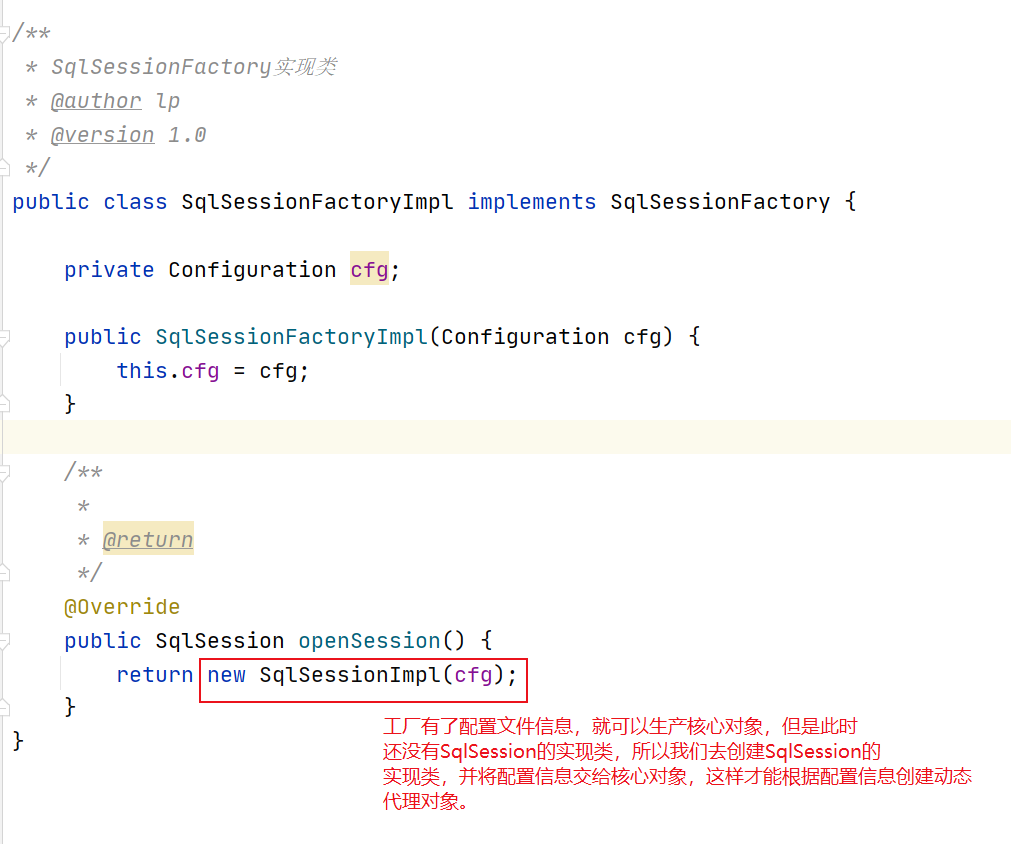 /**
 * SqlSessionFactory实现类
 * @author lp
 * @version 1.0
 */
public class SqlSessionFactoryImpl implements SqlSessionFactory {
    private Configuration cfg;
    public SqlSessionFactoryImpl(Configuration cfg) {
        this.cfg = cfg;
    }
    /**
     *
     * @return
     */
    @Override
    public SqlSession openSession() {
        return new SqlSessionImpl(cfg);
    }
工厂有了配置文件信息，就可以生产核心对象，但是此时
}
还没有SqlSession的实现类，所以我们去创建SqlSession的
实现类，并将配置信息交给核心对象，这样才能根据配置信息创建动态
代理对象。